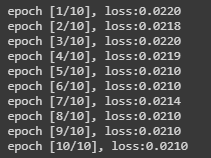 epoch [1/10], loss:0.0220
epoch [2/10], loss:0.0218
epoch [3/10], loss:0.0220
epoch [4/10], loss:0.0219
epoch [5/10], loss:0.0210
epoch [6/10], loss:0.0210
epoch [7/10], loss:0.0214
epoch [8/10], loss:0.0210
epoch [9/10], loss:0.0210
epoch [10/10], loss:0.0210